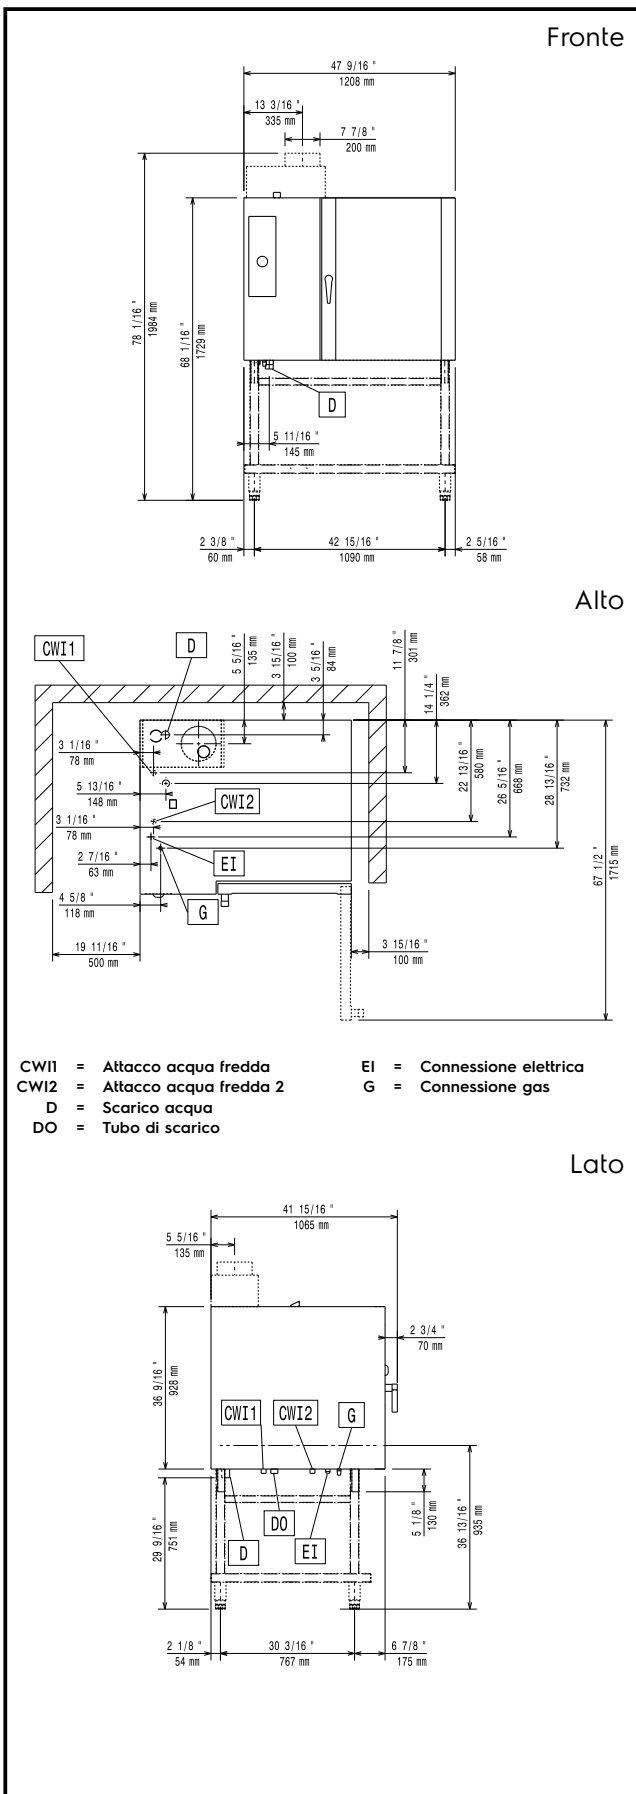 Fronte
47 9/16 "
1208 mm
13 3/16 "
335 mm
7 7/8 "
200 mm
78 1/16 "
1984 mm
68 1/16 "
1729 mm
D
5 11/16 "
145 mm
2 3/8 "
60 mm
42 15/16 "
1090 mm
2 5/16 "
58 mm
Alto
CWI1
D
5 5/16 "
135 mm
3 15/16 "
100 mm
3 5/16 "
84 mm
11 7/8 "
301 mm
14 1/4 "
362 mm
3 1/16 "
78 mm
5 13/16 "
148 mm
CWI2
3 1/16 "
78 mm
EI
2 7/16 "
63 mm
4 5/8 "
118 mm
G
22 13/16 "
580 mm
26 5/16 "
668 mm
28 13/16 "
732 mm
67 1/2 "
1715 mm
19 11/16 "
500 mm
3 15/16 "
100 mm
CWI1 = Attacco acqua fredda
CWI2 = Attacco acqua fredda 2
D = Scarico acqua
DO = Tubo di scarico
EI = Connessione elettrica
G = Connessione gas
Lato
41 15/16 "
1065 mm
5 5/16 "
135 mm
2 3/4 "
70 mm
36 9/16 "
928 mm
CWI1
CWI2
G
DO
D
EI
29 9/16 "
751 mm
5 1/8 "
130 mm
36 13/16 "
935 mm
2 1/8 "
54 mm
30 3/16 "
767 mm
6 7/8 "
175 mm